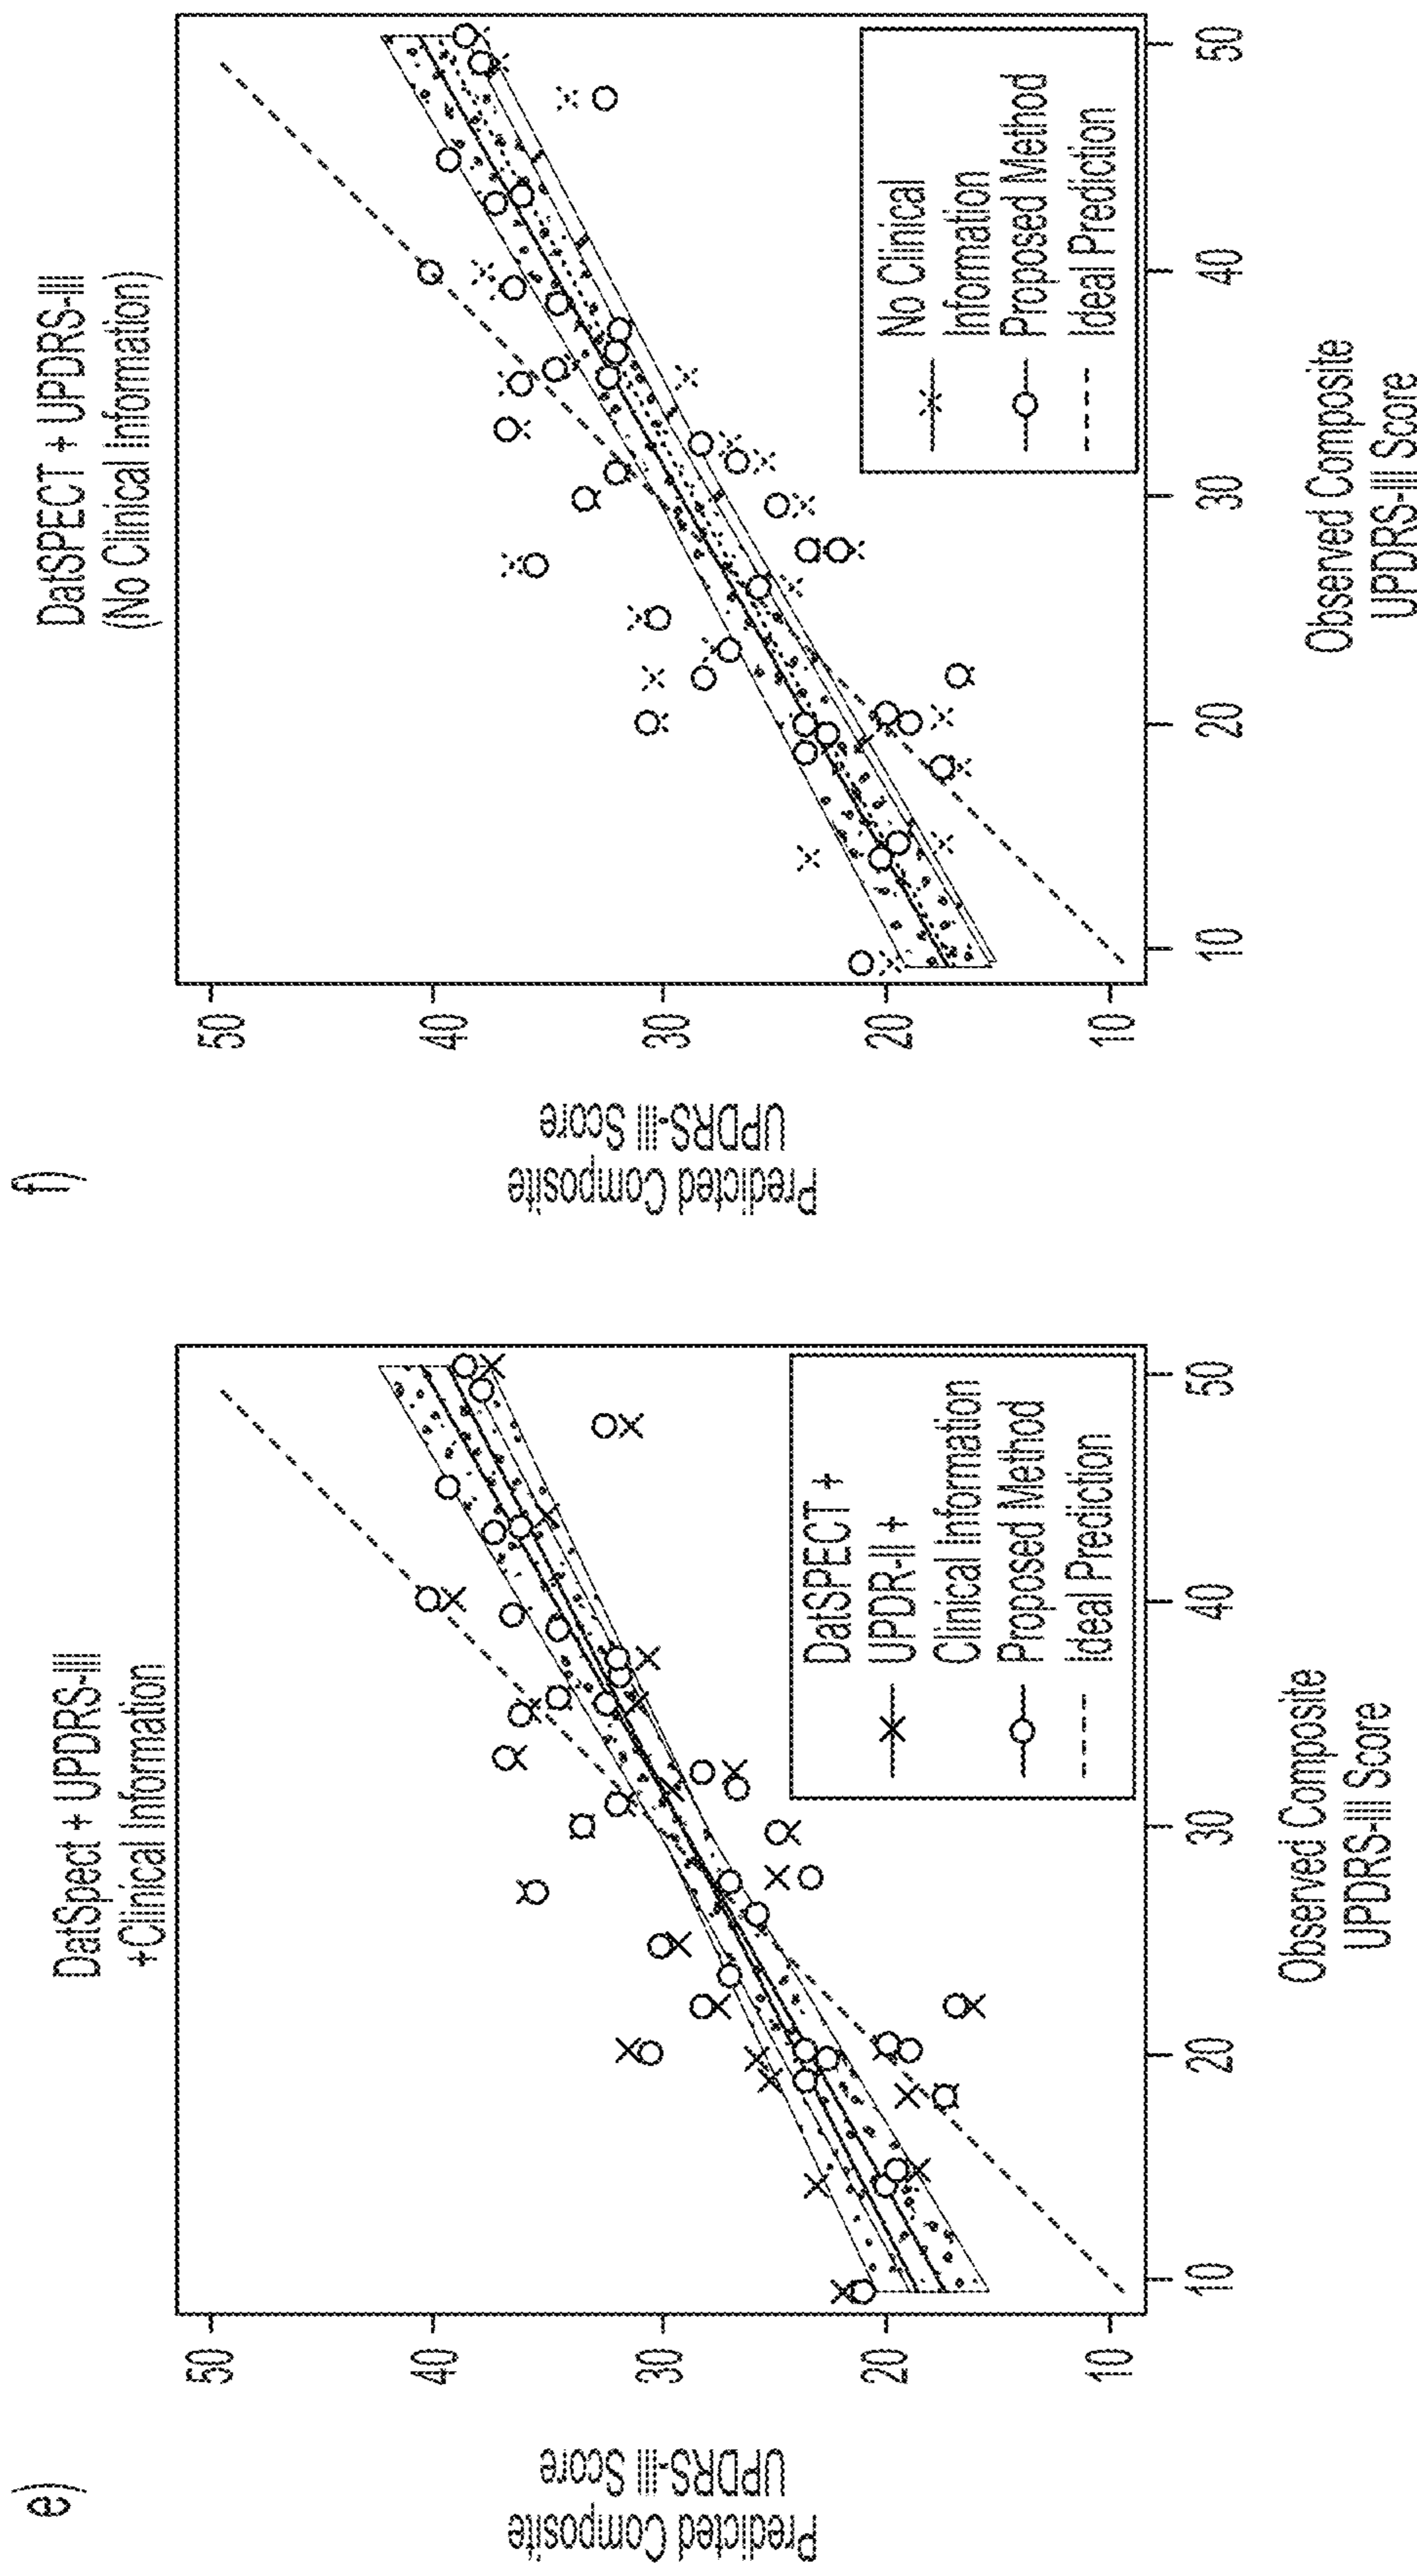 e)
DatSpect + UPDRS-III
+Clinical Information
Predicted Composite
UPDRS-III Score
50
40
30
20
10
10
20
30
40
50
DatSPECT +
UPDR-II +
Clinical Information
Proposed Method
Ideal Prediction
Observed Composite
UPDRS-III Score
f)
DatSPECT + UPDRS-III
(No Clinical Information)
Predicted Composite
UPDRS-III Score
50
40
30
20
10
10
20
30
40
50
No Clinical
Information
Proposed Method
Ideal Prediction
Observed Composite
UPDRS-III Score